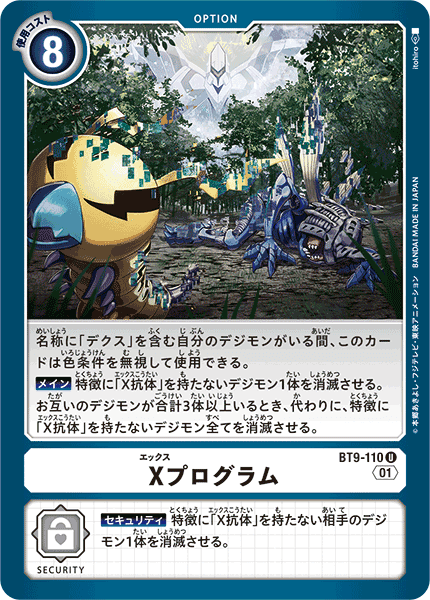 OPTION
使用コスト
8
itohiro
©本郷あきよし・フジテレビ・東映アニメーション BANDAI MADE IN JAPAN
名称に「デクス」を含む自分のデジモンがいる間、このカー
ドは色条件を無視して使用できる。
メイン 特徴に「X抗体」を持たないデジモン1体を消滅させる。
お互いのデジモンが合計3体以上いるとき、代わりに、特徴に
「X抗体」を持たないデジモン全てを消滅させる。
BT9-110 U
エックス
Xプログラム
01
セキュリティ 特徴に「X抗体」を持たない相手のデジ
モン1体を消滅させる。
SECURITY